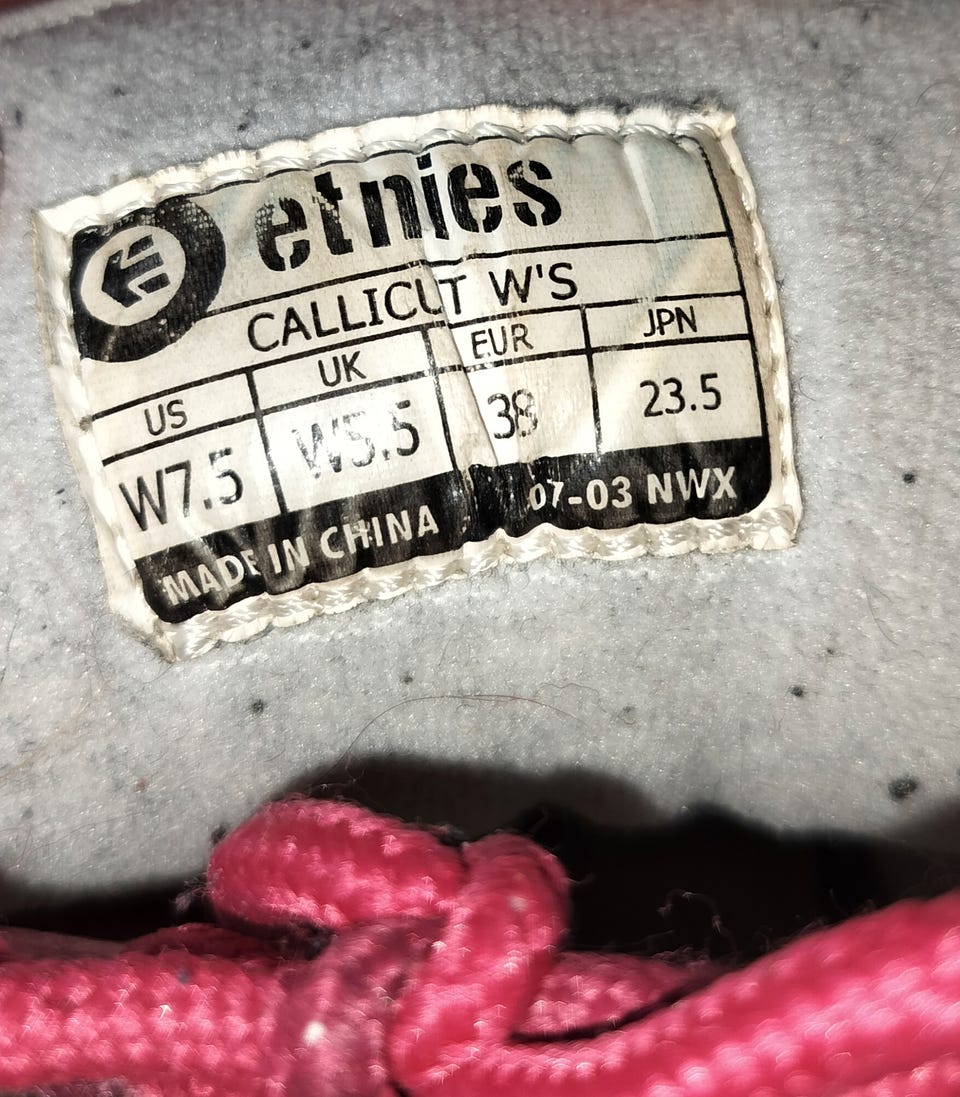 etnies
CALLICUT W'S
US UK EUR JPN
W7.5 W5.5 38 23.5
MADE IN CHINA 07-03 NWX